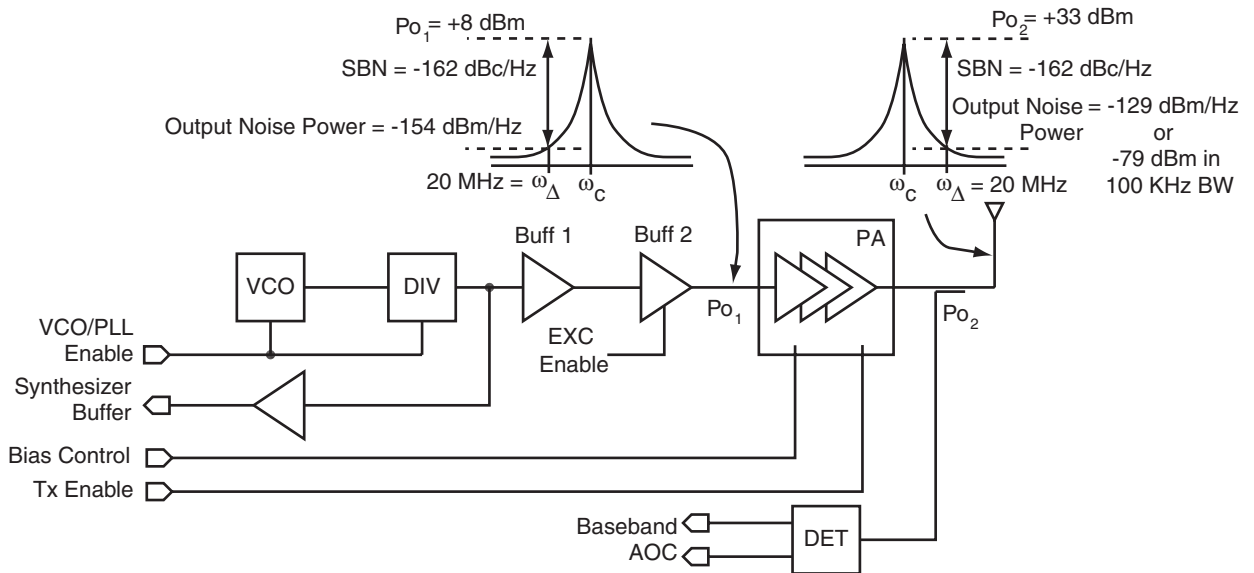 Po1 = +8 dBm
SBN = -162 dBc/Hz
Output Noise Power = -154 dBm/Hz
20 MHz = ωΔ
ωc
Po2 = +33 dBm
SBN = -162 dBc/Hz
Output Noise = -129 dBm/Hz
Power
or
-79 dBm in
100 KHz BW
ωc
ωΔ = 20 MHz
Buff 1
Buff 2
PA
VCO
DIV
Po1
Po2
VCO/PLL
Enable
EXC
Enable
Synthesizer
Buffer
Bias Control
Tx Enable
Baseband
AOC
DET